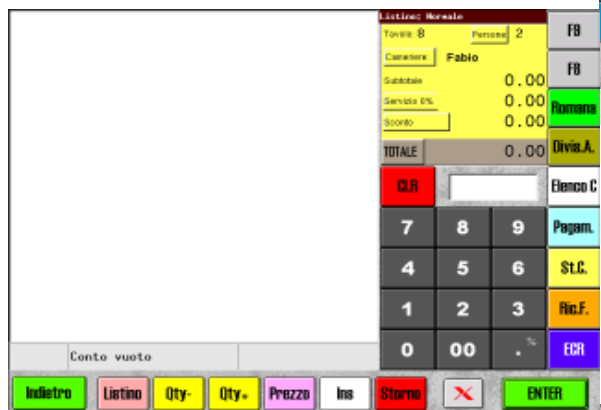 Listino: Normale
Tavolo 8 Persone 2
Cameriere Fabio
Subtotale 0.00
Servizio 0% 0.00
Sconto 0.00
TOTALE 0.00
F9
F8
Romana
Divis.A.
Elenco C
Pagam.
St.C.
Ric.F.
ECR
CLR
7 8 9
4 5 6
1 2 3
0 00 . %
Conto vuoto
Indietro Listino Qty- Qty+ Prezzo Ins Storno X ENTER